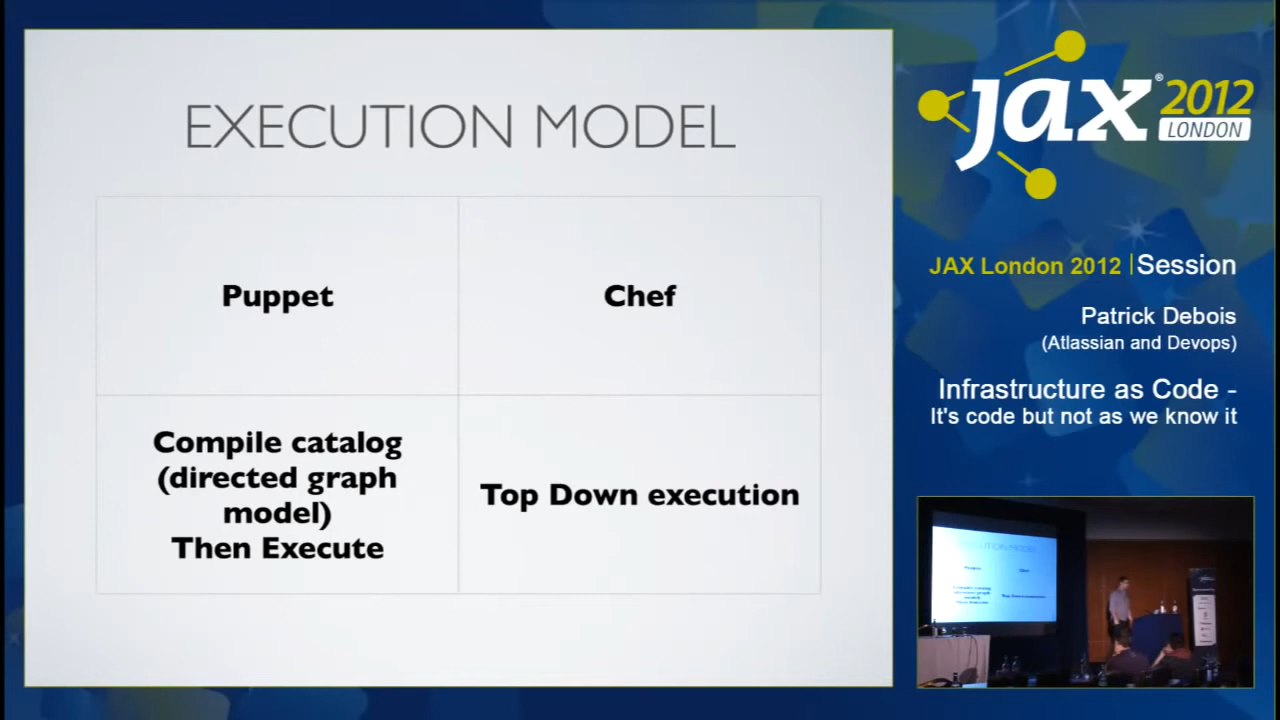 EXECUTION MODEL
Puppet
Chef
Compile catalog
(directed graph
model)
Then Execute
Top Down execution
jax® 2012
LONDON
JAX London 2012 | Session
Patrick Debois
(Atlassian and Devops)
Infrastructure as Code -
It's code but not as we know it